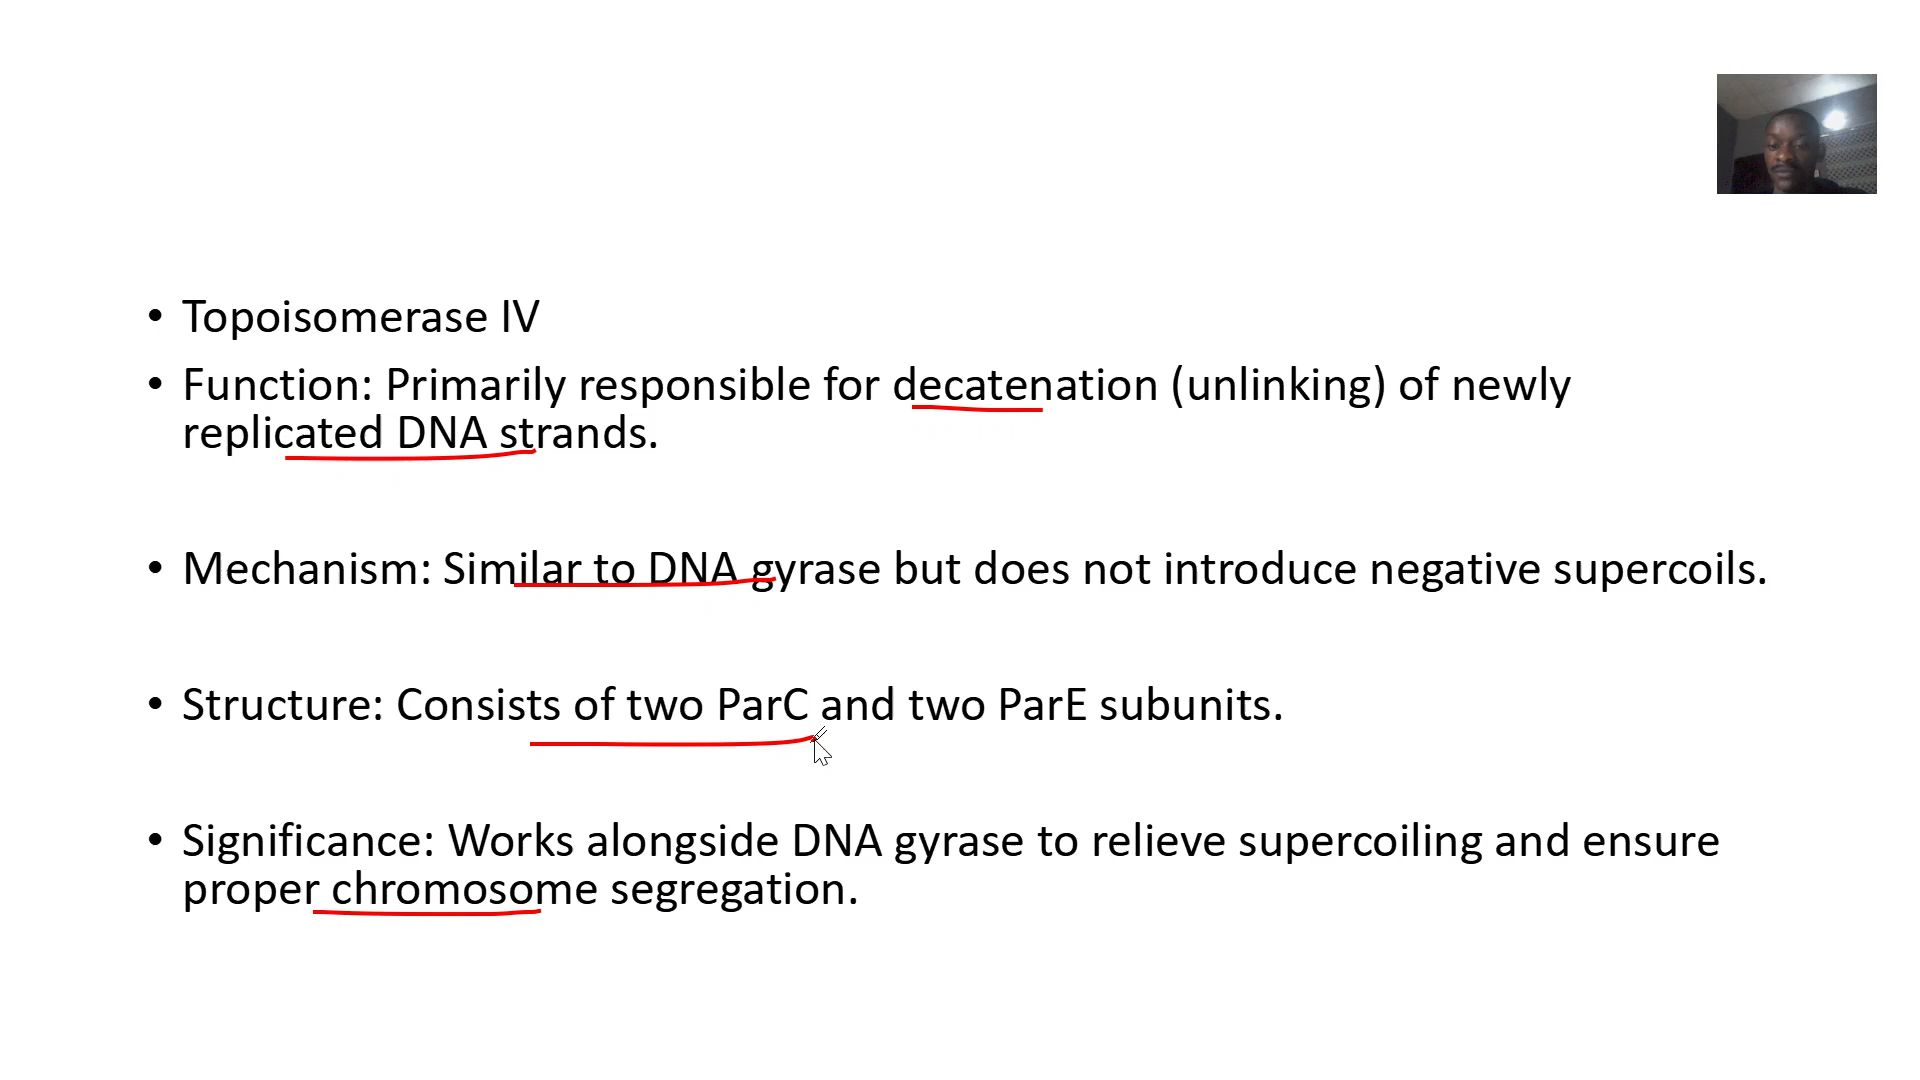 • Topoisomerase IV
• Function: Primarily responsible for decatenation (unlinking) of newly
replicated DNA strands.
• Mechanism: Similar to DNA gyrase but does not introduce negative supercoils.
• Structure: Consists of two ParC and two ParE subunits.
• Significance: Works alongside DNA gyrase to relieve supercoiling and ensure
proper chromosome segregation.